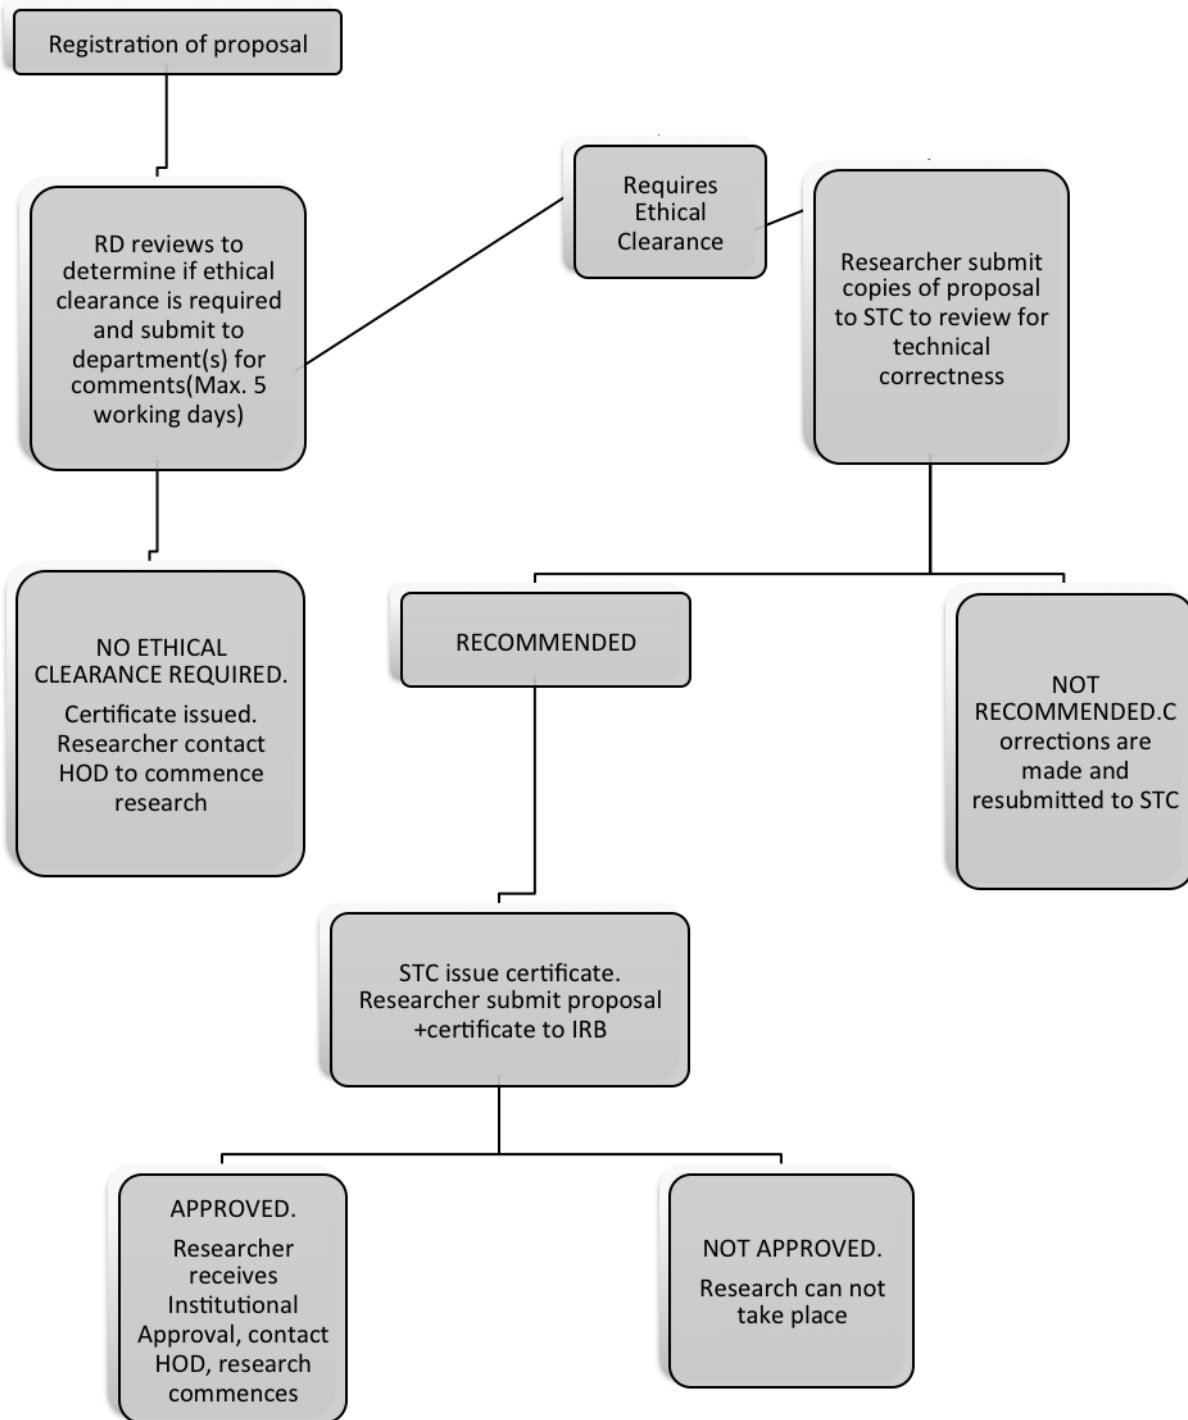 Registration of proposal
RD reviews to
determine if ethical
clearance is required
and submit to
department(s) for
comments(Max. 5
working days)
Requires
Ethical
Clearance
Researcher submit
copies of proposal
to STC to review for
technical
correctness
NO ETHICAL
CLEARANCE REQUIRED.
Certificate issued.
Researcher contact
HOD to commence
research
RECOMMENDED
NOT
RECOMMENDED.C
orrections are
made and
resubmitted to STC
STC issue certificate.
Researcher submit proposal
+certificate to IRB
APPROVED.
Researcher
receives
Institutional
Approval, contact
HOD, research
commences
NOT APPROVED.
Research can not
take place